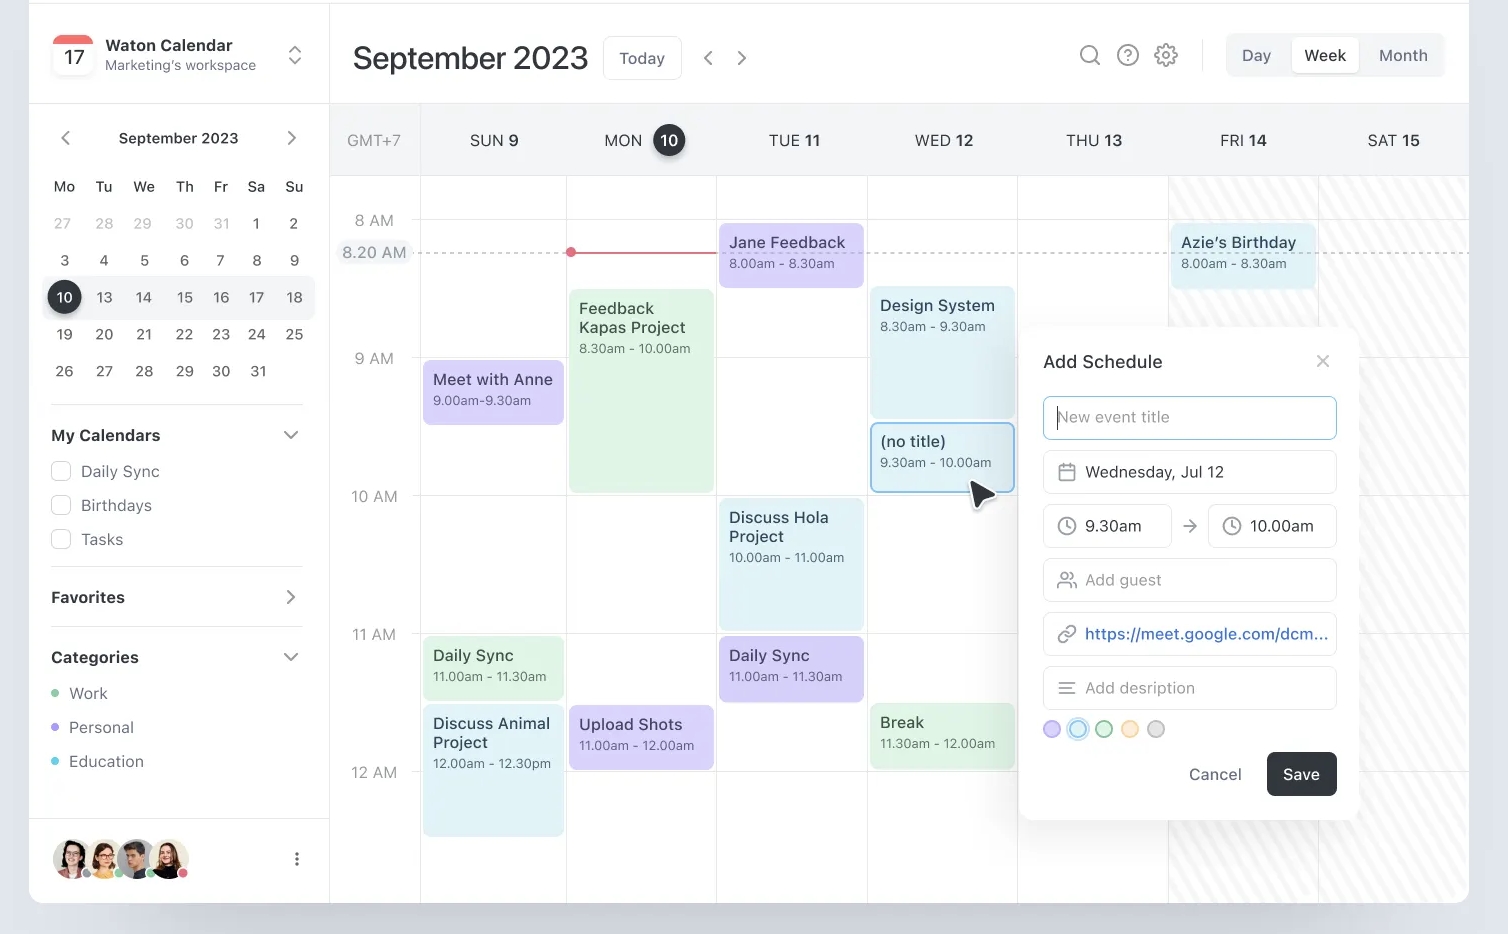 17
Waton Calendar
Marketing's workspace
September 2023
Mo Tu We Th Fr Sa Su
27 28 29 30 31 1 2
3 4 5 6 7 8 9
10 13 14 15 16 17 18
19 20 21 22 23 24 25
26 27 28 29 30 31
My Calendars
Daily Sync
Birthdays
Tasks
Favorites
Categories
Work
Personal
Education
September 2023
Today
Day Week Month
GMT+7 SUN 9 MON 10 TUE 11 WED 12 THU 13 FRI 14 SAT 15
8 AM
8.20 AM
9 AM
10 AM
11 AM
12 AM
Meet with Anne
9.00am-9.30am
Daily Sync
11.00am - 11.30am
Discuss Animal
Project
12.00am - 12.30pm
Feedback
Kapas Project
8.30am - 10.00am
Upload Shots
11.00am - 12.00am
Jane Feedback
8.00am - 8.30am
Discuss Hola
Project
10.00am - 11.00am
Daily Sync
11.00am - 11.30am
Design System
8.30am - 9.30am
(no title)
9.30am - 10.00am
Break
11.30am - 12.00am
Azie's Birthday
8.00am - 8.30am
Add Schedule
New event title
Wednesday, Jul 12
9.30am → 10.00am
Add guest
https://meet.google.com/dcm...
Add desription
Cancel Save